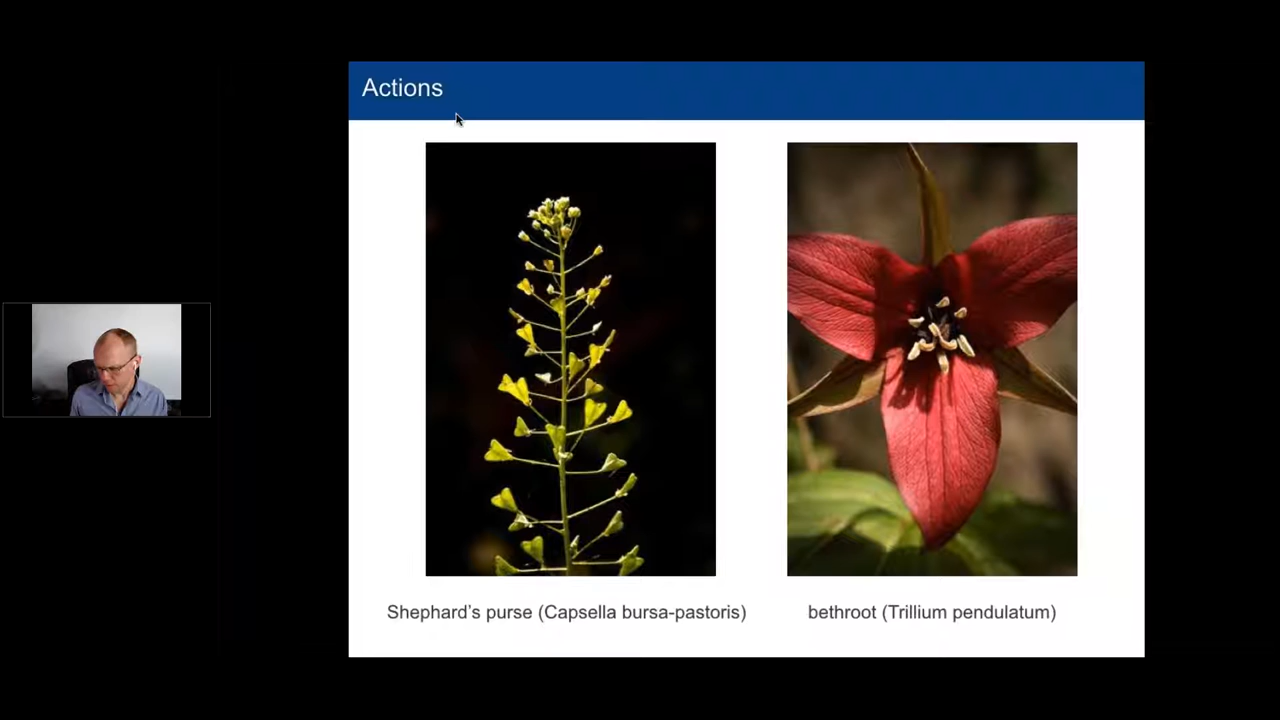 Actions
Shephard's purse (Capsella bursa-pastoris)
bethroot (Trillium pendulatum)